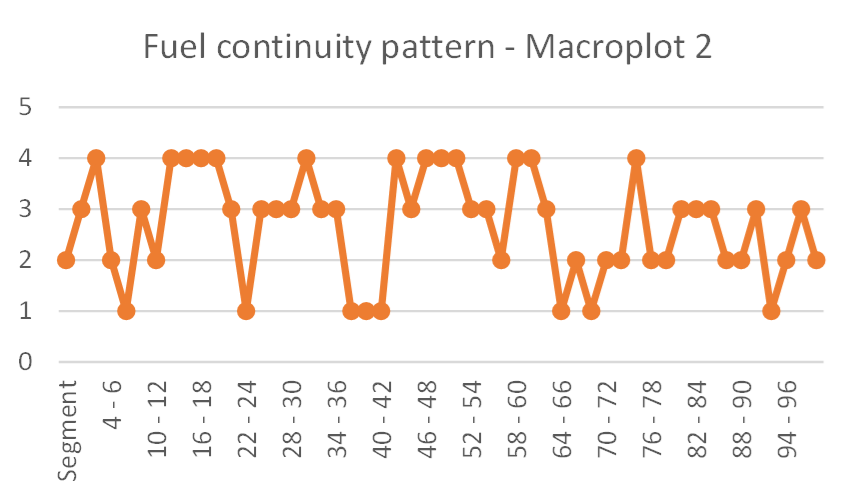 Fuel continuity pattern - Macroplot 2
5
4
3
2
1
0
Segment
4 - 6
10 - 12
16 - 18
22 - 24
28 - 30
34 - 36
40 - 42
46 - 48
52 - 54
58 - 60
64 - 66
70 - 72
76 - 78
82 - 84
88 - 90
94 - 96